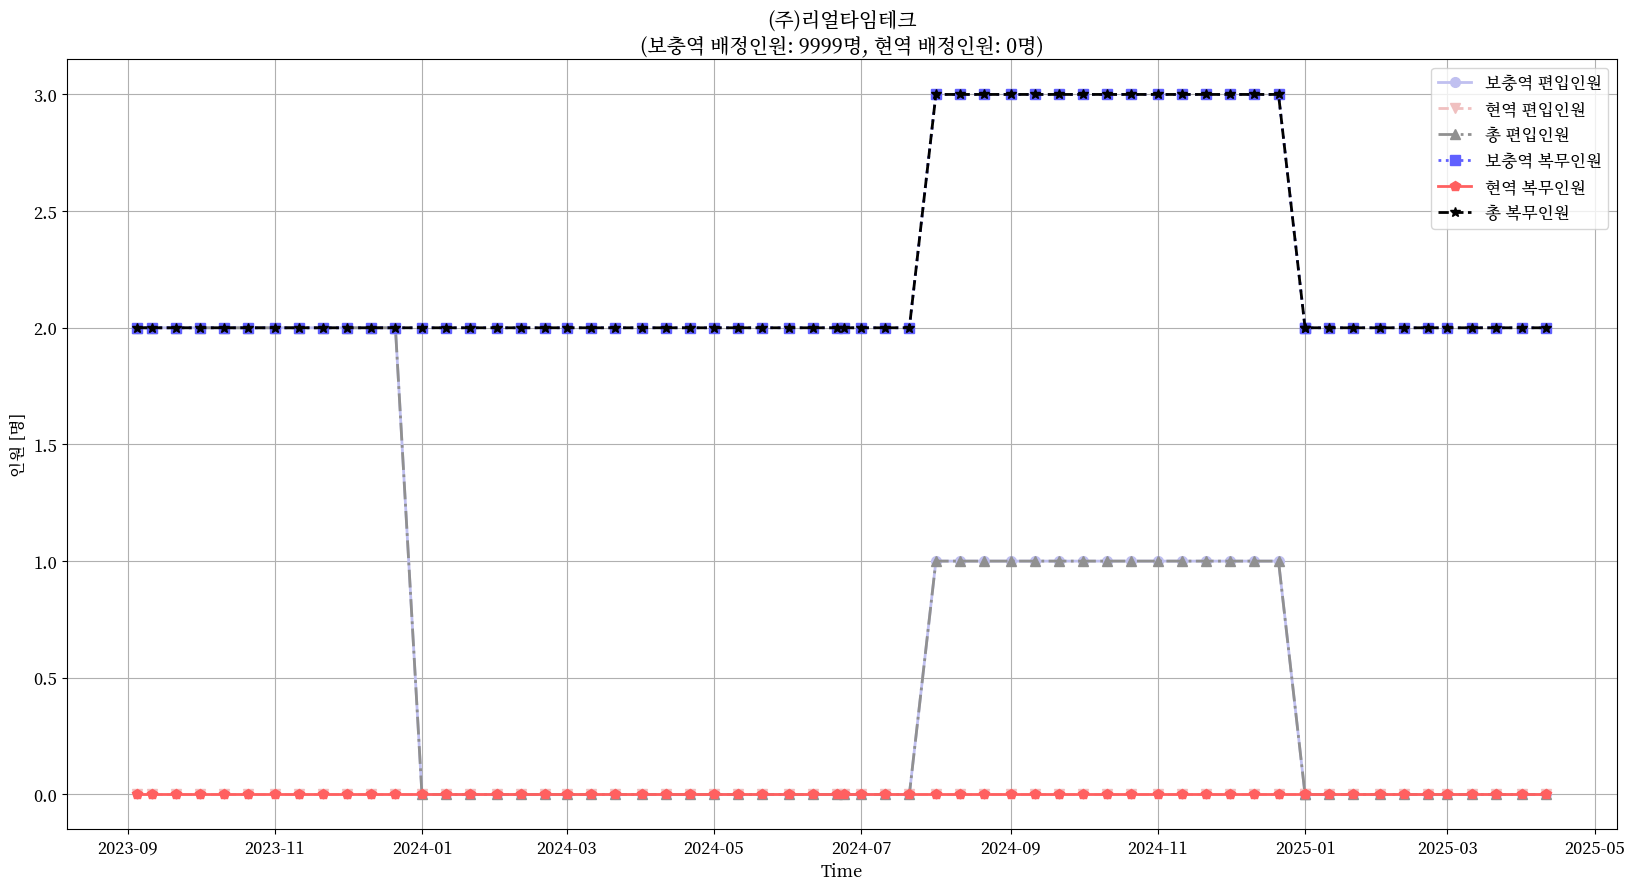 (주)리얼타임테크
(보충역 배정인원: 9999명, 현역 배정인원: 0명)
보충역 편입인원
현역 편입인원
총 편입인원
보충역 복무인원
현역 복무인원
총 복무인원
인원 [명]
3.0
2.5
2.0
1.5
1.0
0.5
0.0
2023-09 2023-11 2024-01 2024-03 2024-05 2024-07 2024-09 2024-11 2025-01 2025-03 2025-05
Time